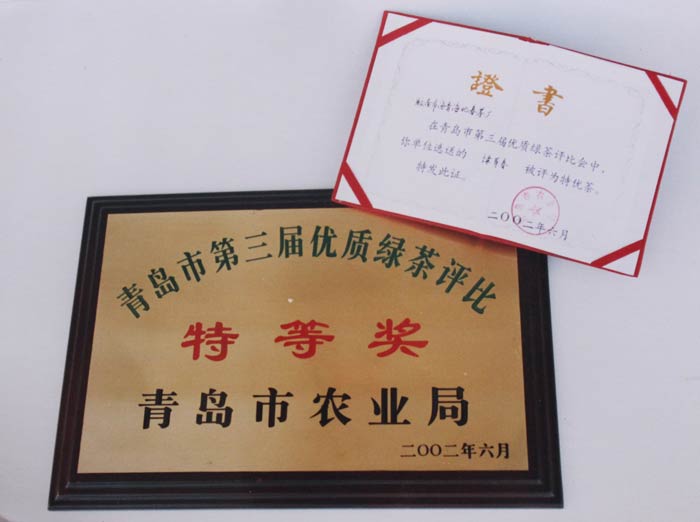 證書
在青岛市第三届优质绿茶评比会中,
你单位选送的 被评为特优茶。
特发此证。
二〇〇二年六月
青岛市第三届优质绿茶评比
特等奖
青岛市农业局
二〇〇二年六月